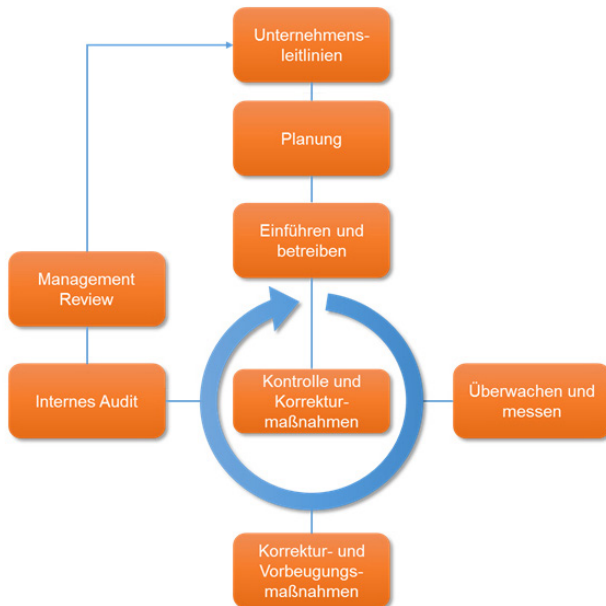 Unternehmens-
leitlinien
Planung
Einführen und
betreiben
Management
Review
Internes Audit
Kontrolle und
Korrektur-
maßnahmen
Überwachen und
messen
Korrektur- und
Vorbeugungs-
maßnahmen